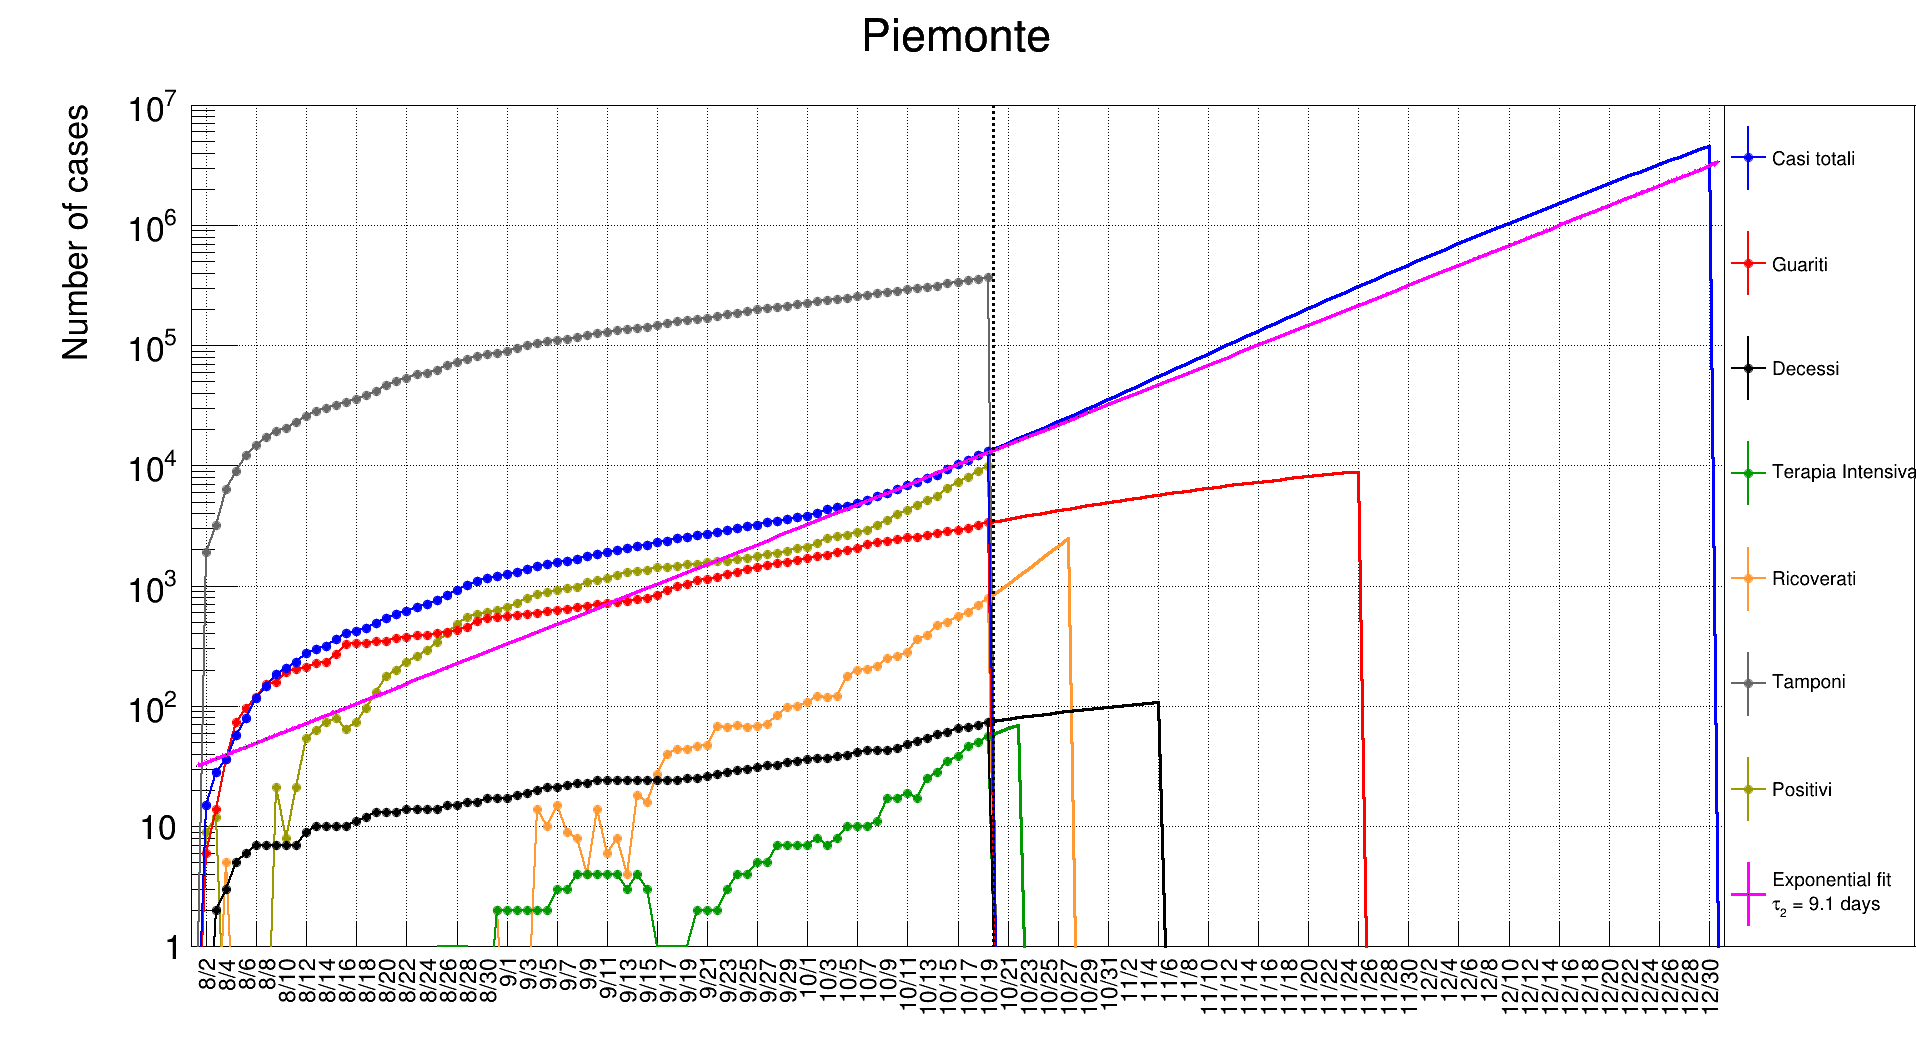 Piemonte
Number of cases
10^7
10^6
10^5
10^4
10^3
10^2
10
1
8/2 8/4 8/6 8/8 8/10 8/12 8/14 8/16 8/18 8/20 8/22 8/24 8/26 8/28 8/30 9/1 9/3 9/5 9/7 9/9 9/11 9/13 9/15 9/17 9/19 9/21 9/23 9/25 9/27 9/29 10/1 10/3 10/5 10/7 10/9 10/11 10/13 10/15 10/17 10/19 10/21 10/23 10/25 10/27 10/29 10/31 11/2 11/4 11/6 11/8 11/10 11/12 11/14 11/16 11/18 11/20 11/22 11/24 11/26 11/28 11/30 12/2 12/4 12/6 12/8 12/10 12/12 12/14 12/16 12/18 12/20 12/22 12/24 12/26 12/28 12/30
Casi totali
Guariti
Decessi
Terapia Intensiva
Ricoverati
Tamponi
Positivi
Exponential fit
τ_2 = 9.1 days